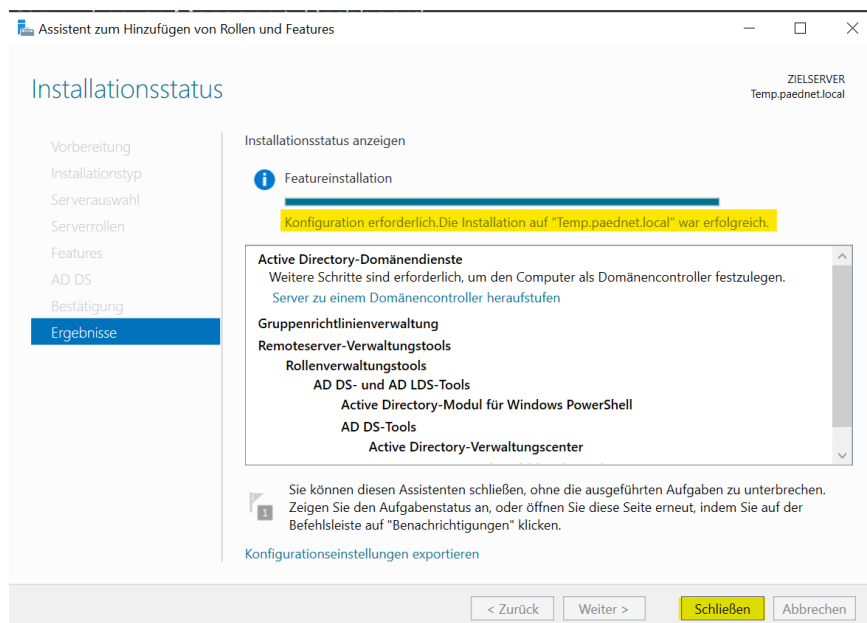 Assistent zum Hinzufügen von Rollen und Features
Installationsstatus
ZIELSERVER
Temp.paednet.local
Vorbereitung
Installationstyp
Serverauswahl
Serverrollen
Features
AD DS
Bestätigung
Ergebnisse
Installationsstatus anzeigen
Featureinstallation
Konfiguration erforderlich.Die Installation auf "Temp.paednet.local" war erfolgreich.
Active Directory-Domänendienste
Weitere Schritte sind erforderlich, um den Computer als Domänencontroller festzulegen.
Server zu einem Domänencontroller heraufstufen
Gruppenrichtlinienverwaltung
Remoteserver-Verwaltungstools
Rollenverwaltungstools
AD DS- und AD LDS-Tools
Active Directory-Modul für Windows PowerShell
AD DS-Tools
Active Directory-Verwaltungscenter
1
Sie können diesen Assistenten schließen, ohne die ausgeführten Aufgaben zu unterbrechen.
Zeigen Sie den Aufgabenstatus an, oder öffnen Sie diese Seite erneut, indem Sie auf der
Befehlsleiste auf "Benachrichtigungen" klicken.
Konfigurationseinstellungen exportieren
< Zurück
Weiter >
Schließen
Abbrechen